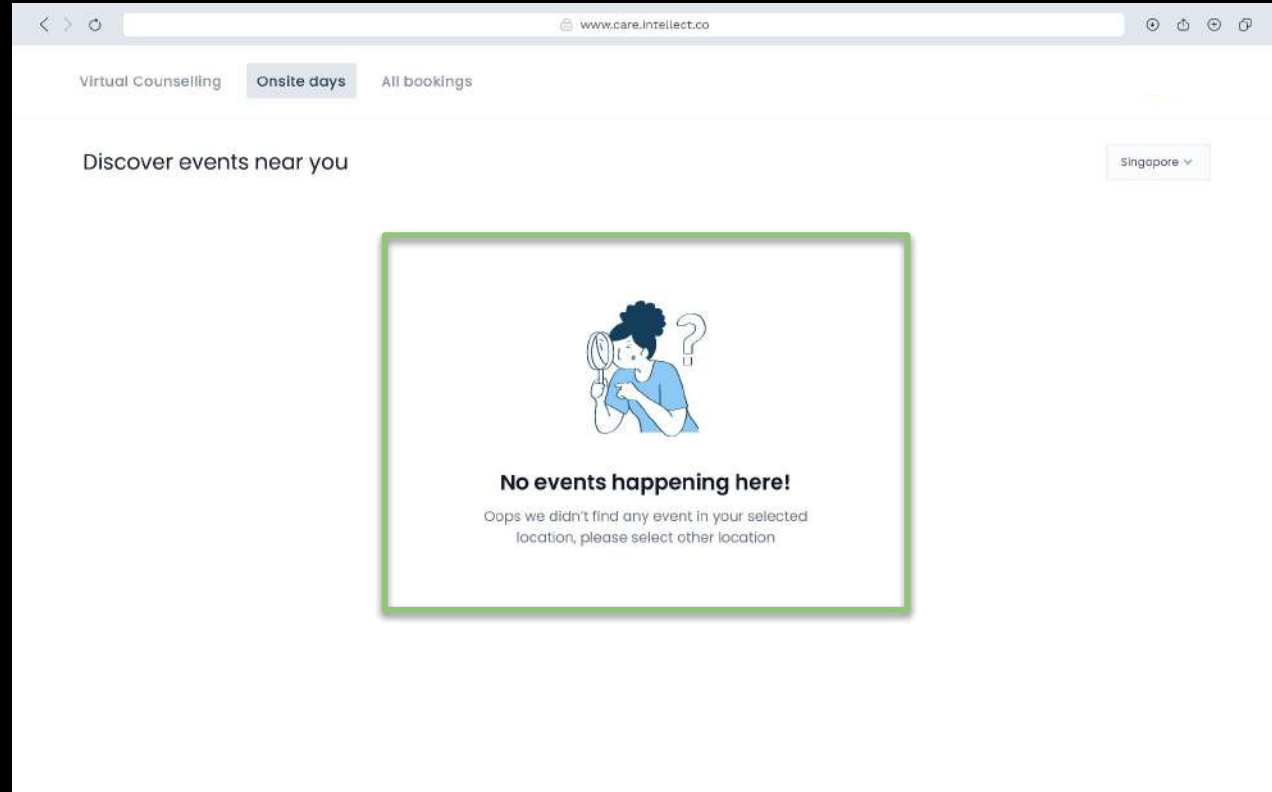 www.care.intellect.co
Virtual Counselling
Onsite days
All bookings
Discover events near you
Singapore
?
No events happening here!
Oops we didn't find any event in your selected
location, please select other location